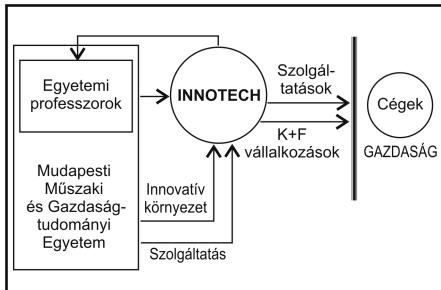 Egyetemi
professzorok
Mudapesti
Műszaki
és Gazdaság-
tudományi
Egyetem
Innovatív
környezet
Szolgáltatás
INNOTECH
Szolgál-
tatások
K+F
vállalkozások
Cégek
GAZDASÁG